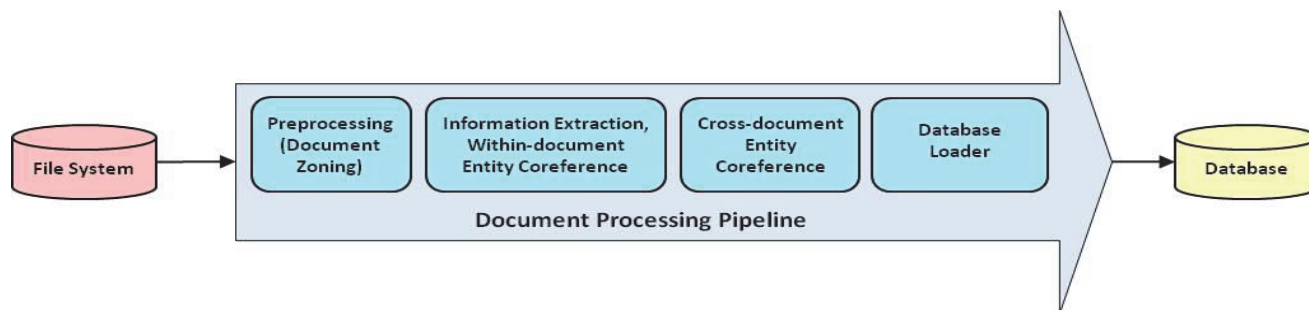 File System
Preprocessing
(Document
Zoning)
Information Extraction,
Within-document
Entity Coreference
Cross-document
Entity
Coreference
Database
Loader
Document Processing Pipeline
Database